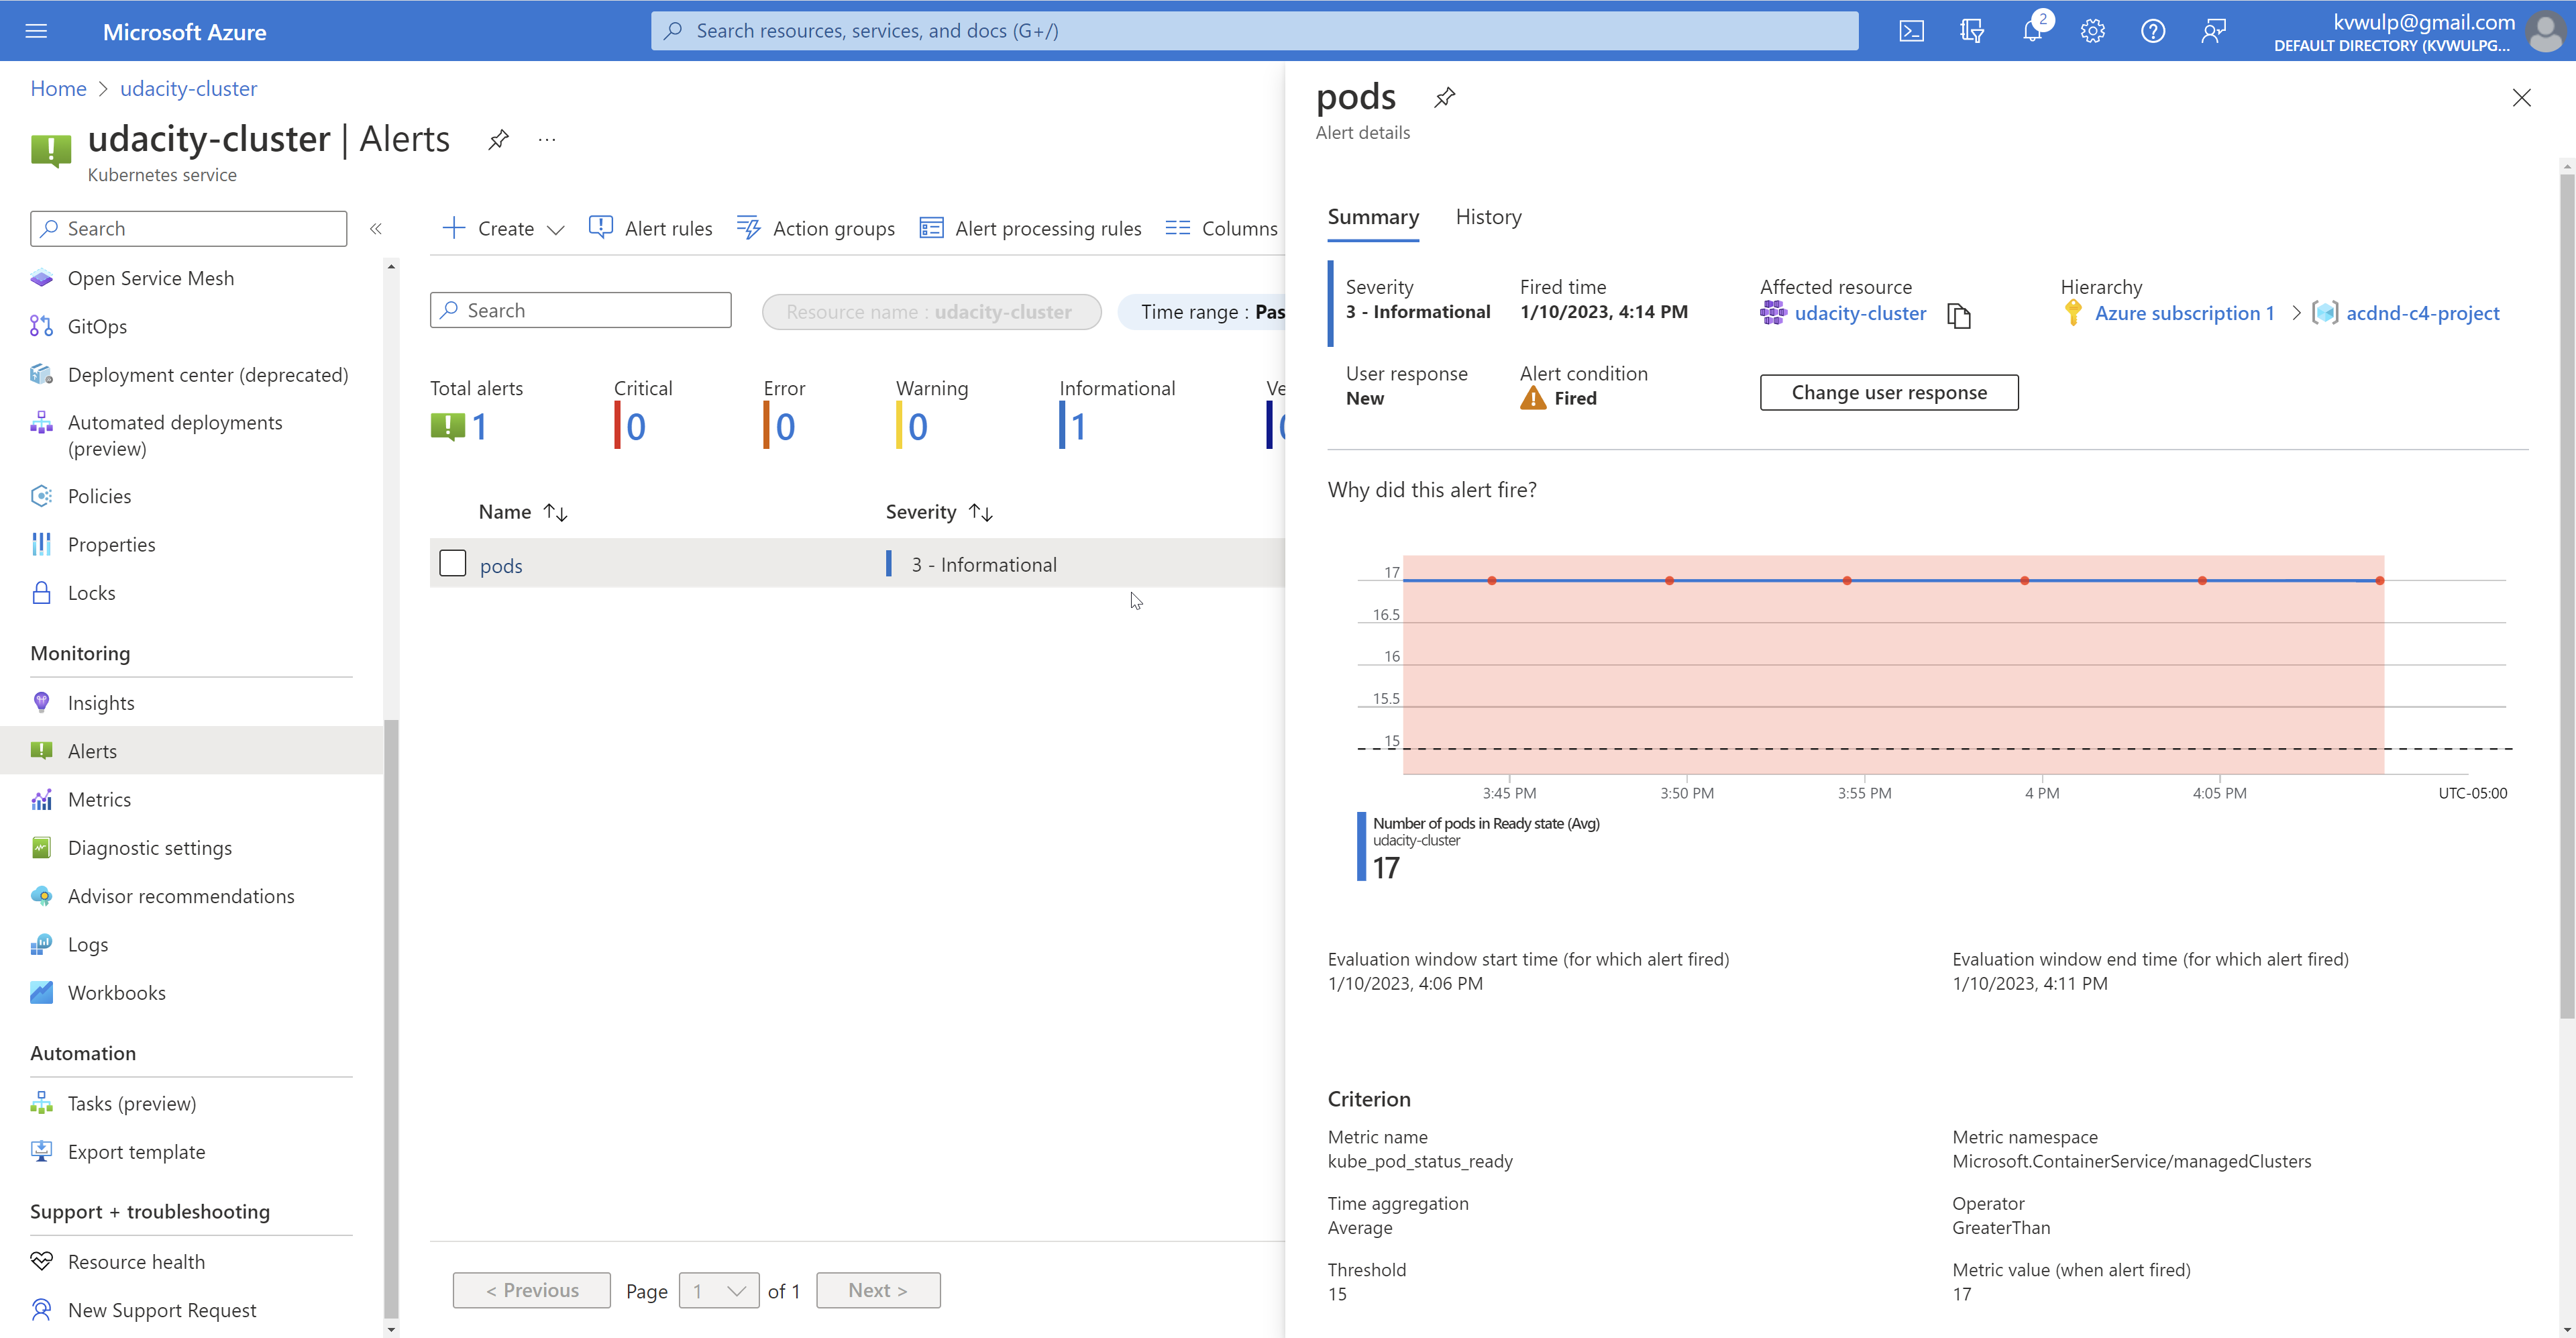 Microsoft Azure
Search resources, services, and docs (G+/)
2
kvwulp@gmail.com
DEFAULT DIRECTORY (KVWULPG...
Home > udacity-cluster
udacity-cluster | Alerts
...
Kubernetes service
Search
«
Open Service Mesh
GitOps
Deployment center (deprecated)
Automated deployments
(preview)
Policies
Properties
Locks
Monitoring
Insights
Alerts
Metrics
Diagnostic settings
Advisor recommendations
Logs
Workbooks
Automation
Tasks (preview)
Export template
Support + troubleshooting
Resource health
New Support Request
Create
Alert rules
Action groups
Alert processing rules
Columns
Search
Resource name : udacity-cluster
Time range : Pas
Total alerts
1
Critical
0
Error
0
Warning
0
Informational
1
Ve
Name
Severity
pods
3 - Informational
< Previous
Page
1
of 1
Next >
pods
Alert details
Summary
History
Severity
3 - Informational
Fired time
1/10/2023, 4:14 PM
Affected resource
udacity-cluster
Hierarchy
Azure subscription 1 > acdnd-c4-project
User response
New
Alert condition
Fired
Change user response
Why did this alert fire?
17
16.5
16
15.5
15
3:45 PM
3:50 PM
3:55 PM
4 PM
4:05 PM
UTC-05:00
Number of pods in Ready state (Avg)
udacity-cluster
17
Evaluation window start time (for which alert fired)
1/10/2023, 4:06 PM
Evaluation window end time (for which alert fired)
1/10/2023, 4:11 PM
Criterion
Metric name
kube_pod_status_ready
Metric namespace
Microsoft.ContainerService/managedClusters
Time aggregation
Average
Operator
GreaterThan
Threshold
15
Metric value (when alert fired)
17